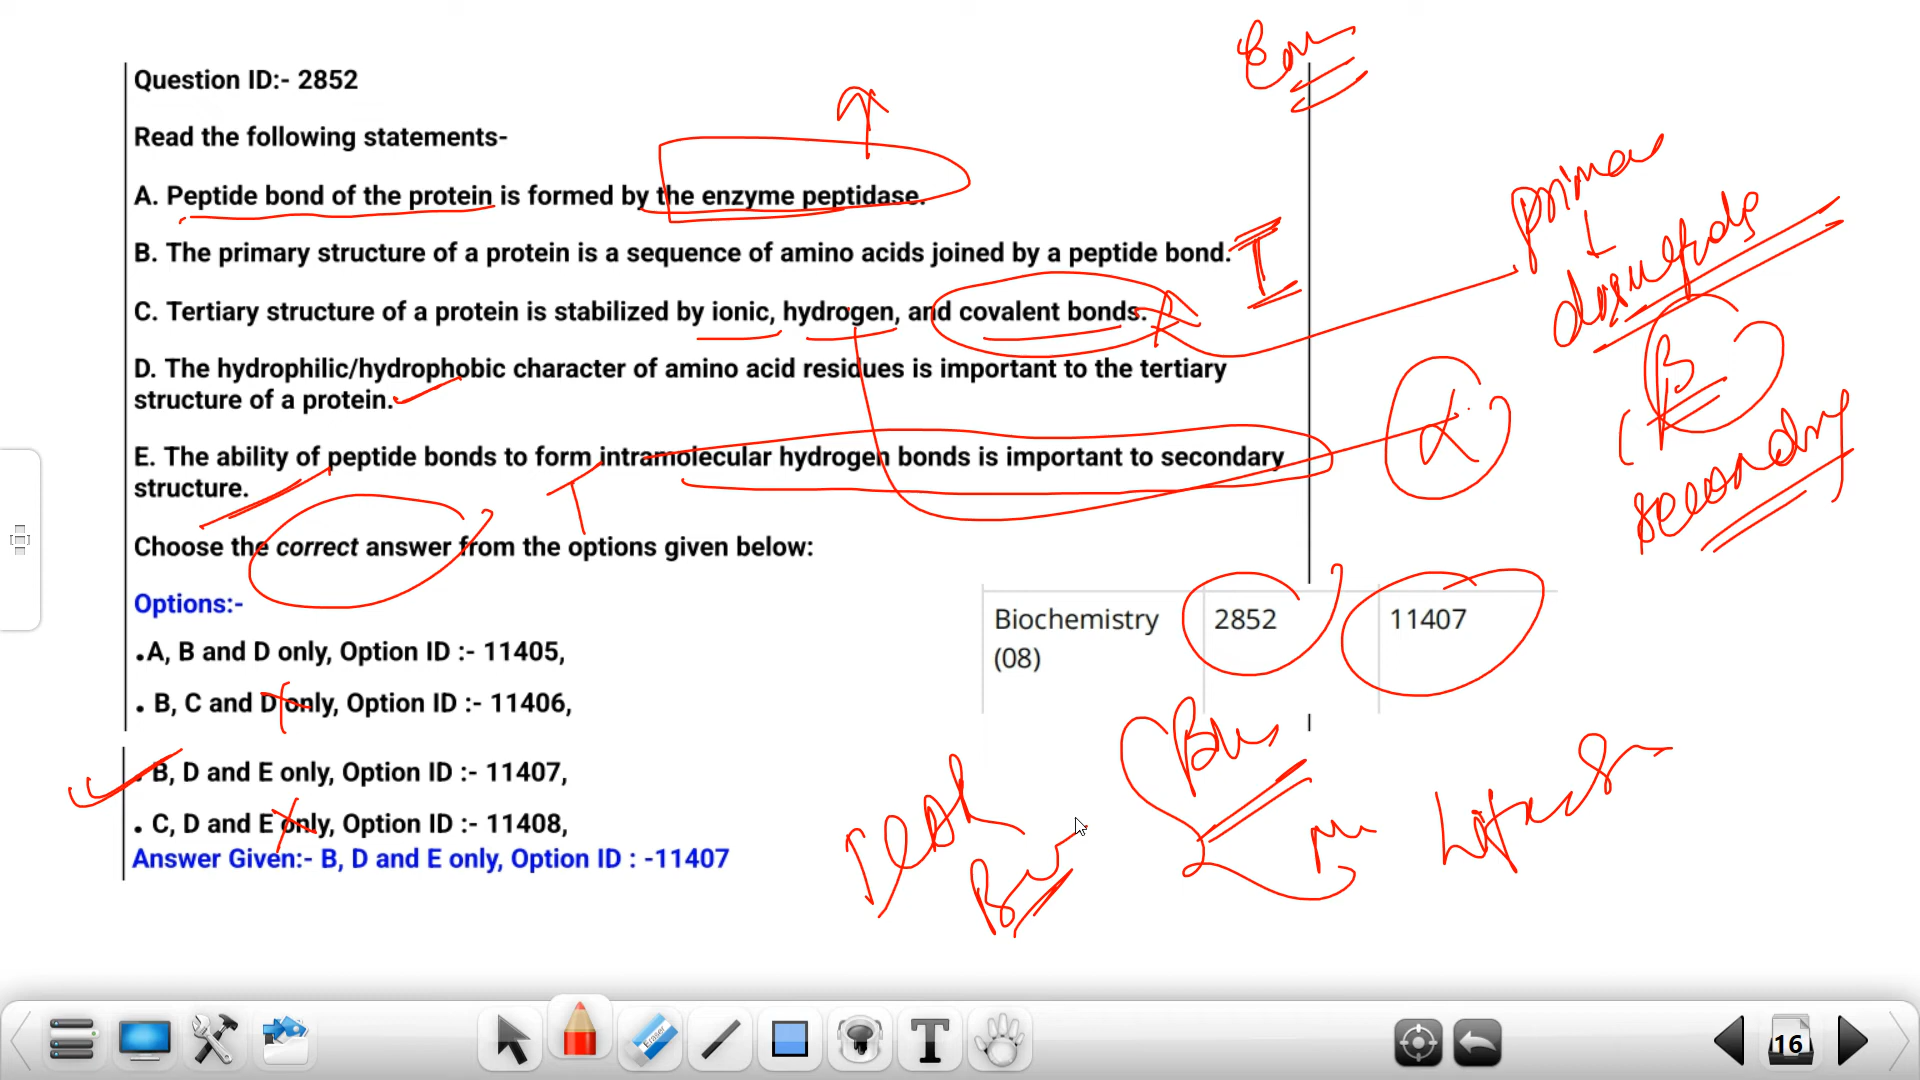 Question ID:- 2852
Read the following statements-
A. Peptide bond of the protein is formed by the enzyme peptidase.
B. The primary structure of a protein is a sequence of amino acids joined by a peptide bond.
C. Tertiary structure of a protein is stabilized by ionic, hydrogen, and covalent bonds.
D. The hydrophilic/hydrophobic character of amino acid residues is important to the tertiary
structure of a protein.
E. The ability of peptide bonds to form intramolecular hydrogen bonds is important to secondary
structure.
Choose the correct answer from the options given below:
Options:-
.A, B and D only, Option ID :- 11405,
. B, C and D only, Option ID :- 11406,
. B, D and E only, Option ID :- 11407,
. C, D and E only, Option ID :- 11408,
Answer Given:- B, D and E only, Option ID : -11407
Biochemistry 2852 11407
(08)
I
β
α
secondry
T
16